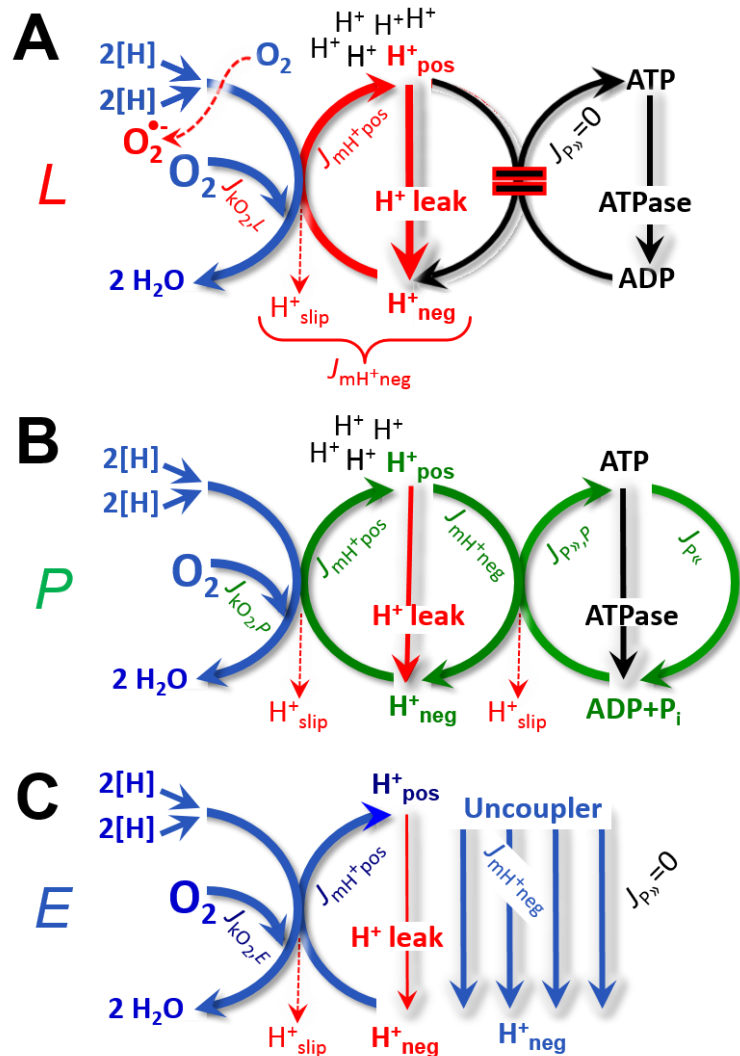 A
2[H]
2[H]
O₂
O₂•-
O₂
L
JkO₂,L
2 H₂O
H⁺ H⁺ H⁺
H⁺ H⁺
H⁺pos
JmH⁺pos
H⁺ leak
H⁺slip
H⁺neg
JmH⁺neg
JP»=0
ATP
ATPase
ADP
B
2[H]
2[H]
P
O₂
JkO₂,P
2 H₂O
H⁺ H⁺
H⁺ H⁺
H⁺pos
JmH⁺pos
JmH⁺neg
H⁺ leak
H⁺slip
H⁺neg
H⁺slip
JP»,P
ATP
JP«
ATPase
ADP+Pi
C
2[H]
2[H]
E
O₂
JkO₂,E
2 H₂O
H⁺pos
JmH⁺pos
H⁺ leak
H⁺slip
H⁺neg
Uncoupler
JmH⁺neg
JP»=0
H⁺neg